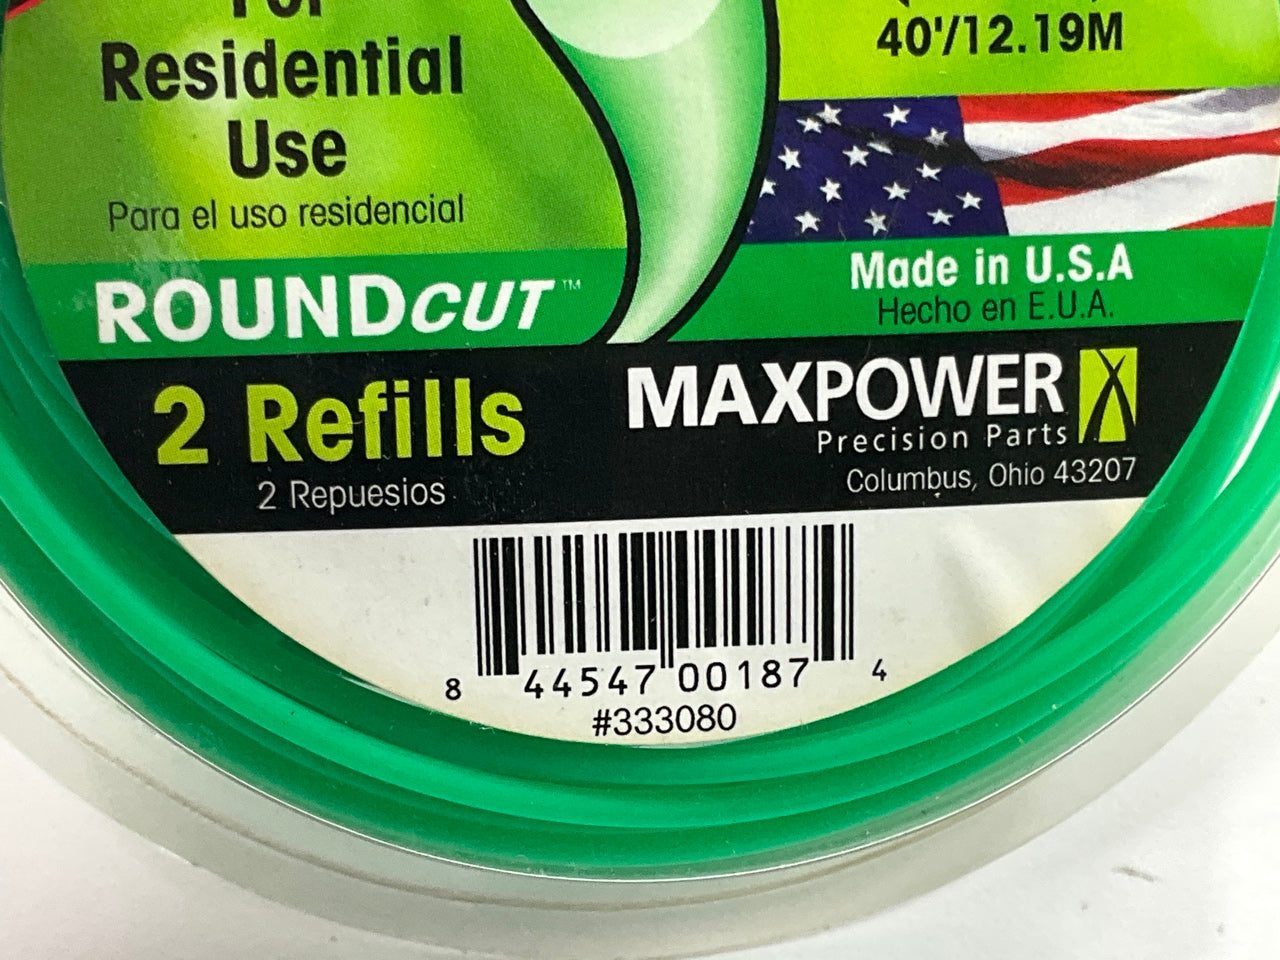 For
Residential
Use
Para el uso residencial
ROUNDCUT™
2 Refills
2 Repuesios
40'/12.19M
Made in U.S.A
Hecho en E.U.A.
MAXPOWER
Precision Parts
Columbus, Ohio 43207
8 44547 00187 4
#333080